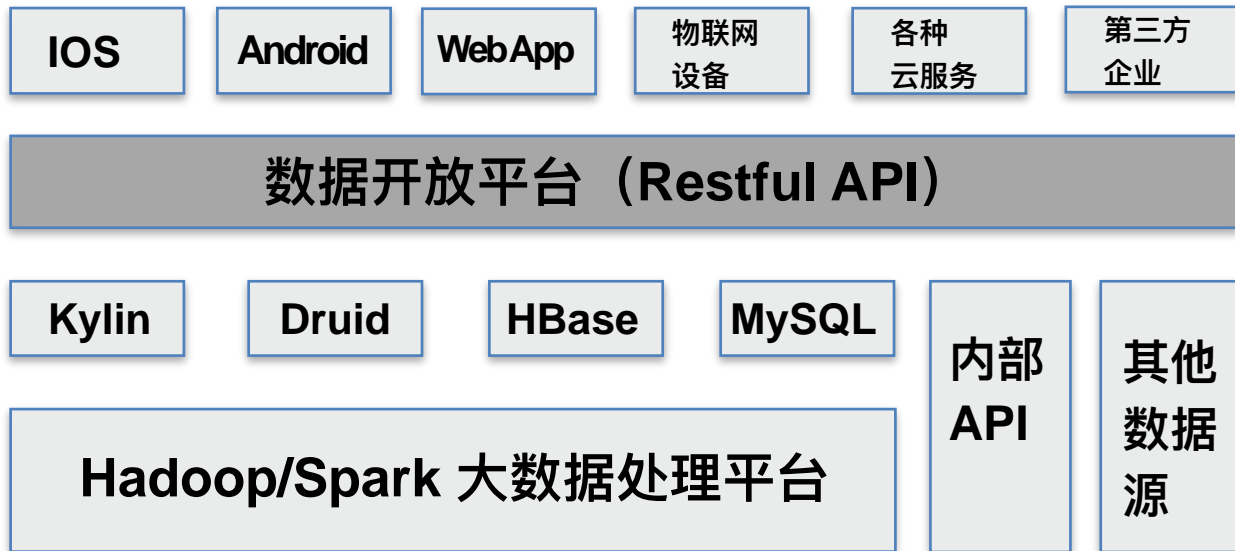 IOS
Android
WebApp
物联网
设备
各种
云服务
第三方
企业
数据开放平台（Restful API）
Kylin
Druid
HBase
MySQL
内部
API
其他
数据
源
Hadoop/Spark 大数据处理平台